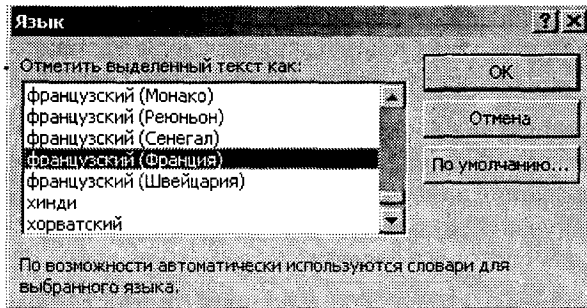 Язык
Отметить выделенный текст как:
французский (Монако)
французский (Реюньон)
французский (Сенегал)
французский (Франция)
французский (Швейцария)
хинди
хорватский
OK
Отмена
По умолчанию...
По возможности автоматически используются словари для
выбранного языка.